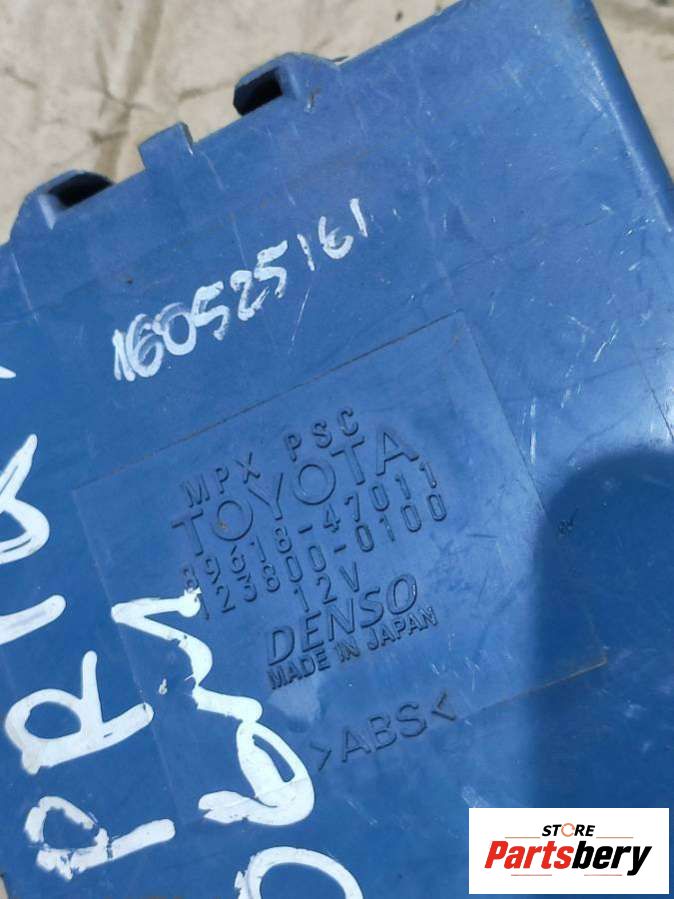 160525161
MPX PSC
TOYOTA
89618-47011
123800-0100
12V
DENSO
MADE IN JAPAN
>ABS<
STORE
Partsbery